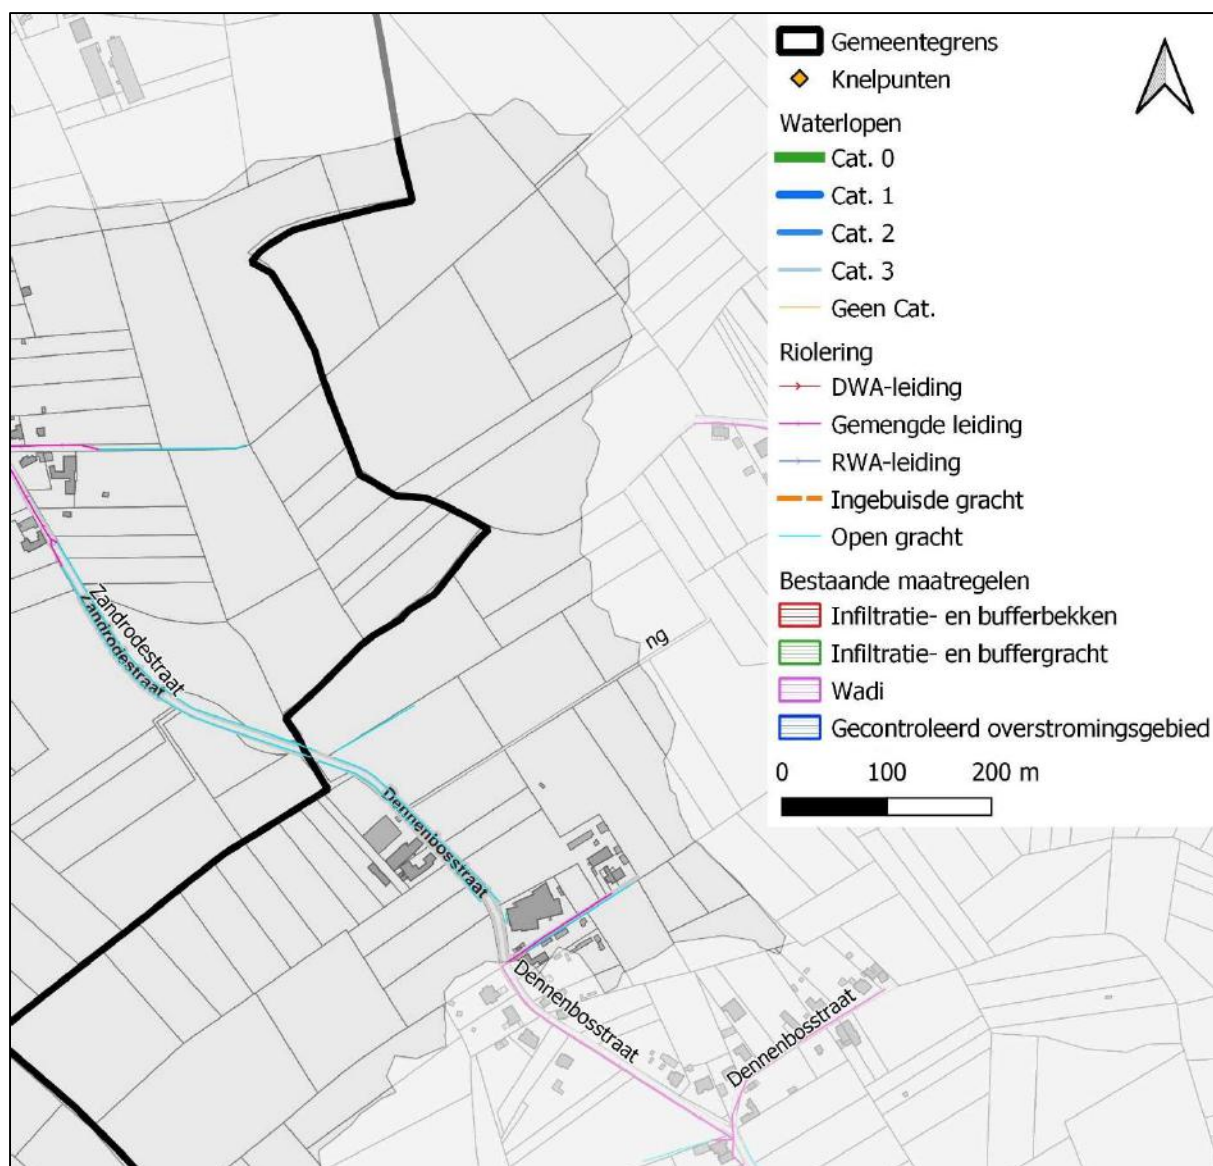 Gemeentegrens
Knelpunten
Waterlopen
Cat. 0
Cat. 1
Cat. 2
Cat. 3
Geen Cat.
Riolering
DWA-leiding
Gemengde leiding
RWA-leiding
Ingebuisde gracht
Open gracht
Bestaande maatregelen
Infiltratie- en bufferbekken
Infiltratie- en buffergracht
Wadi
Gecontroleerd overstromingsgebied
0 100 200 m
Zandrodestraat
Zandrodestraat
ng
Dennenbosstraat
Dennenbosstraat
Dennenbosstraat